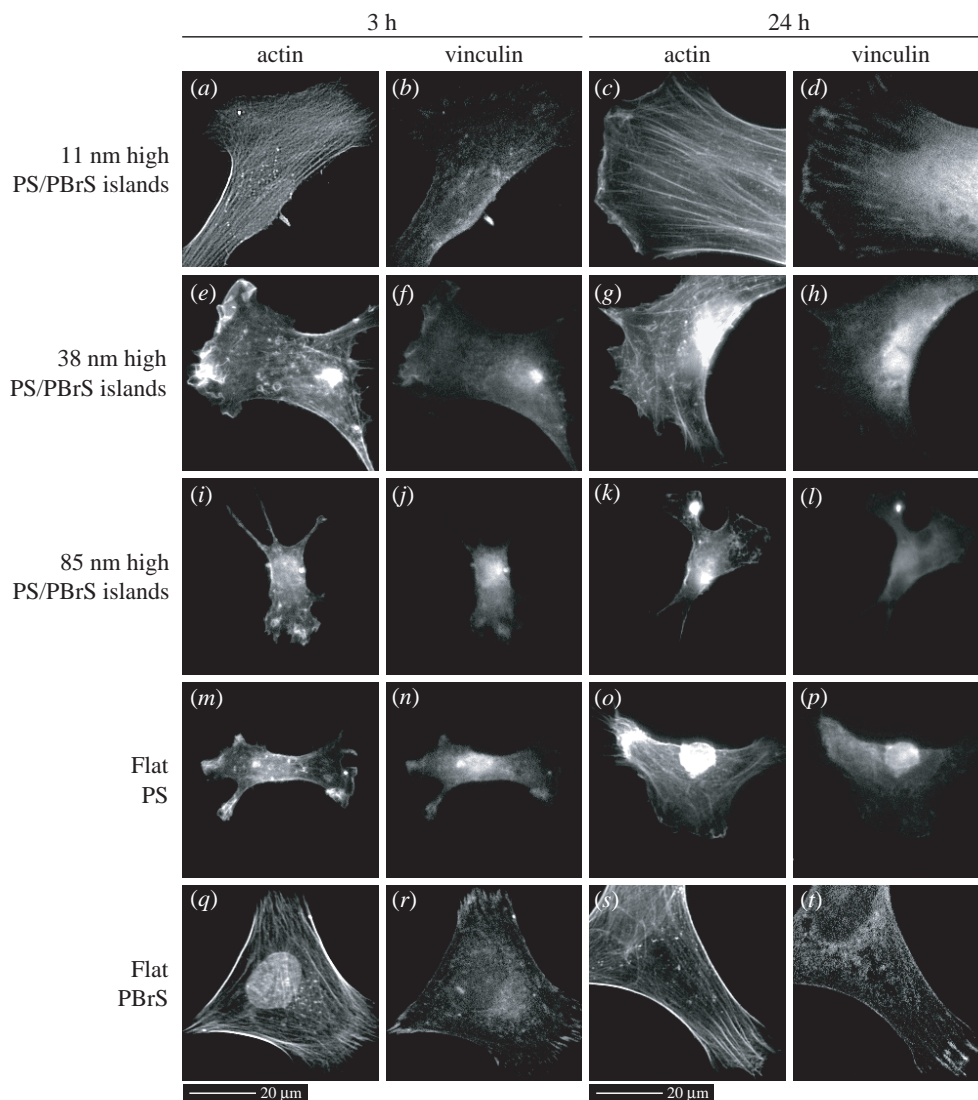 3 h
24 h
actin
vinculin
actin
vinculin
11 nm high
PS/PBrS islands
(a)
(b)
(c)
(d)
38 nm high
PS/PBrS islands
(e)
(f)
(g)
(h)
85 nm high
PS/PBrS islands
(i)
(j)
(k)
(l)
Flat
PS
(m)
(n)
(o)
(p)
Flat
PBrS
(q)
(r)
(s)
(t)
20 μm
20 μm